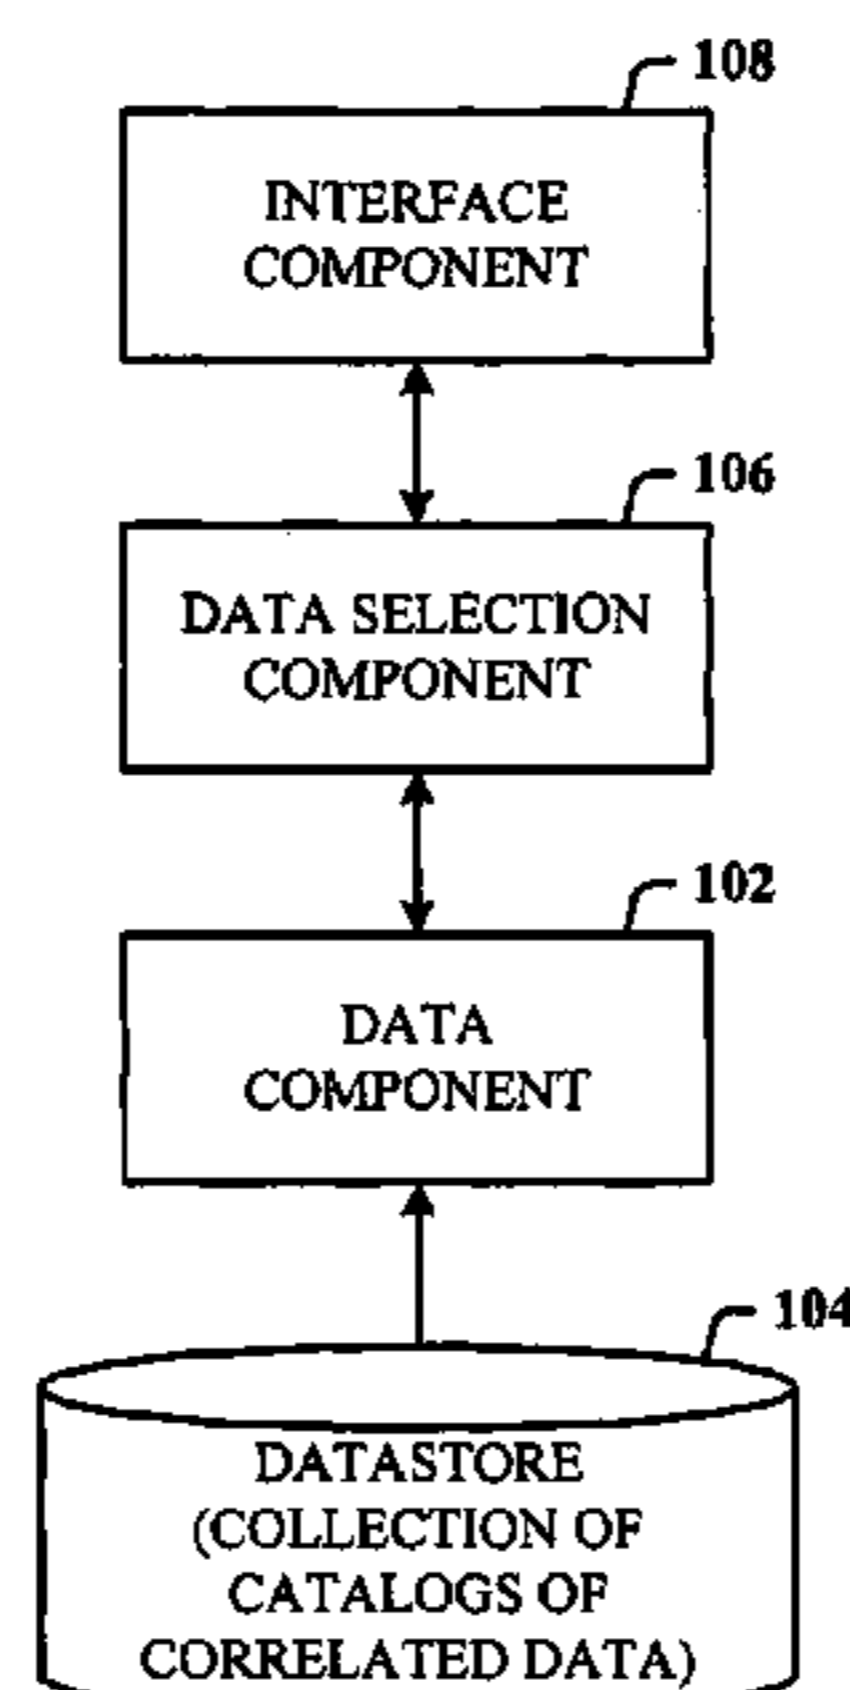 108
INTERFACE
COMPONENT
106
DATA SELECTION
COMPONENT
102
DATA
COMPONENT
104
DATASTORE
(COLLECTION OF
CATALOGS OF
CORRELATED DATA)